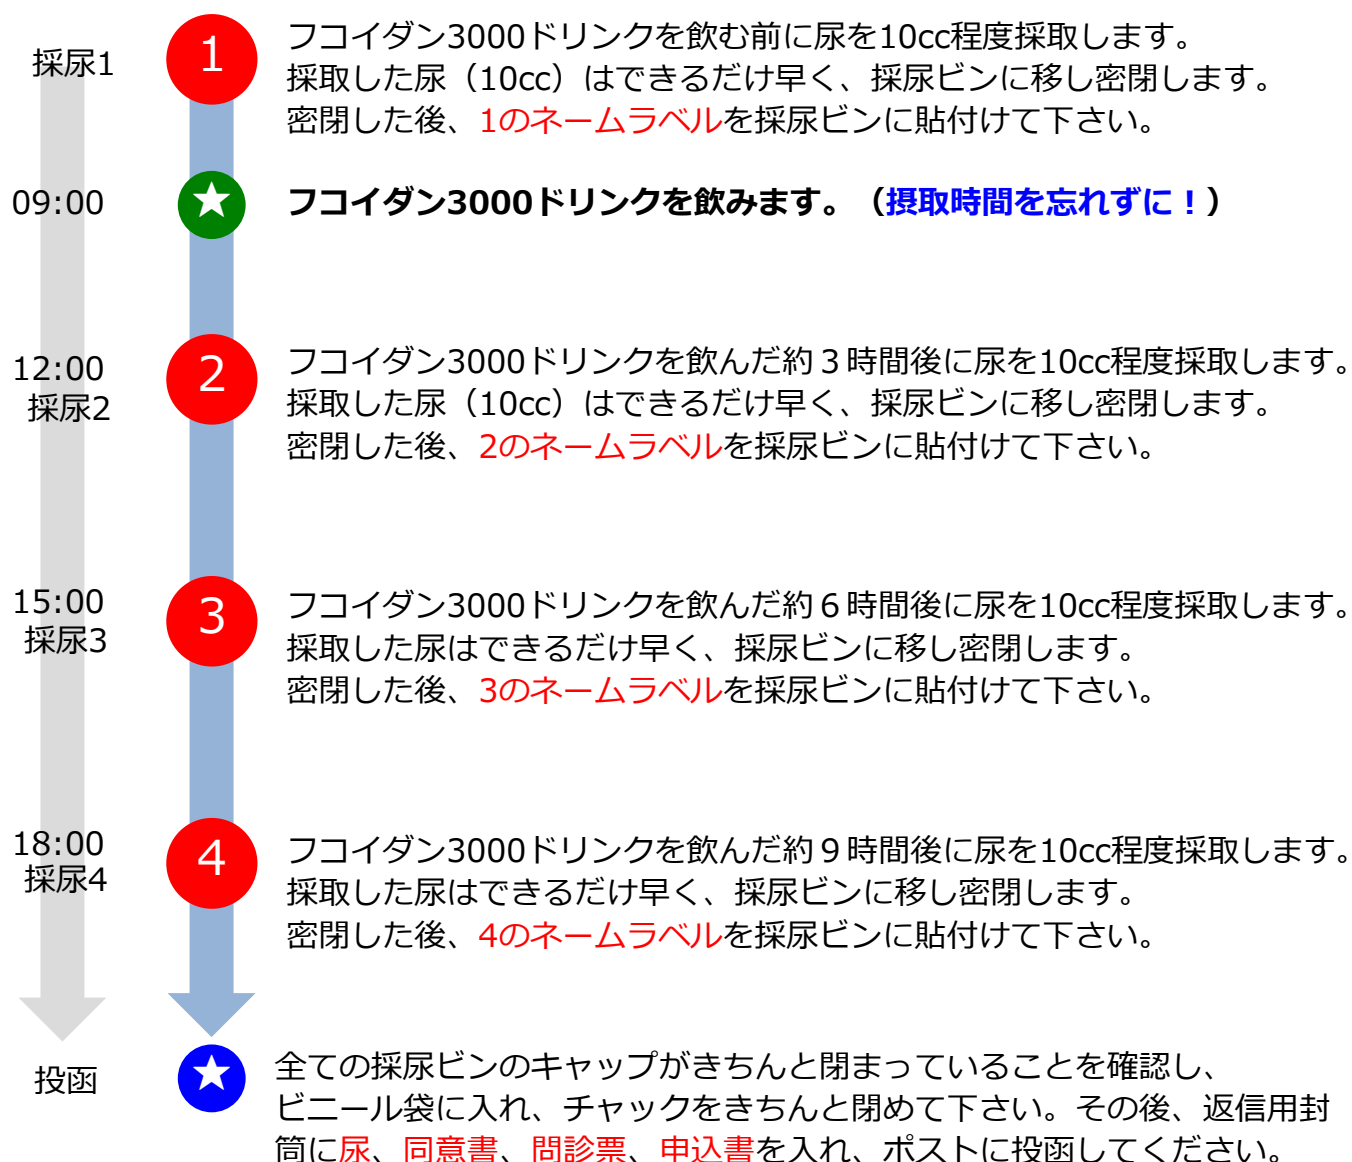 採尿1
1
フコイダン3000ドリンクを飲む前に尿を10cc程度採取します。
採取した尿（10cc）はできるだけ早く、採尿ビンに移し密閉します。
密閉した後、1のネームラベルを採尿ビンに貼付けて下さい。
09:00
★
フコイダン3000ドリンクを飲みます。（摂取時間を忘れずに！）
12:00
採尿2
2
フコイダン3000ドリンクを飲んだ約３時間後に尿を10cc程度採取します。
採取した尿（10cc）はできるだけ早く、採尿ビンに移し密閉します。
密閉した後、2のネームラベルを採尿ビンに貼付けて下さい。
15:00
採尿3
3
フコイダン3000ドリンクを飲んだ約６時間後に尿を10cc程度採取します。
採取した尿はできるだけ早く、採尿ビンに移し密閉します。
密閉した後、3のネームラベルを採尿ビンに貼付けて下さい。
18:00
採尿4
4
フコイダン3000ドリンクを飲んだ約９時間後に尿を10cc程度採取します。
採取した尿はできるだけ早く、採尿ビンに移し密閉します。
密閉した後、4のネームラベルを採尿ビンに貼付けて下さい。
投函
★
全ての採尿ビンのキャップがきちんと閉まっていることを確認し、
ビニール袋に入れ、チャックをきちんと閉めて下さい。その後、返信用封
筒に尿、同意書、問診票、申込書を入れ、ポストに投函してください。